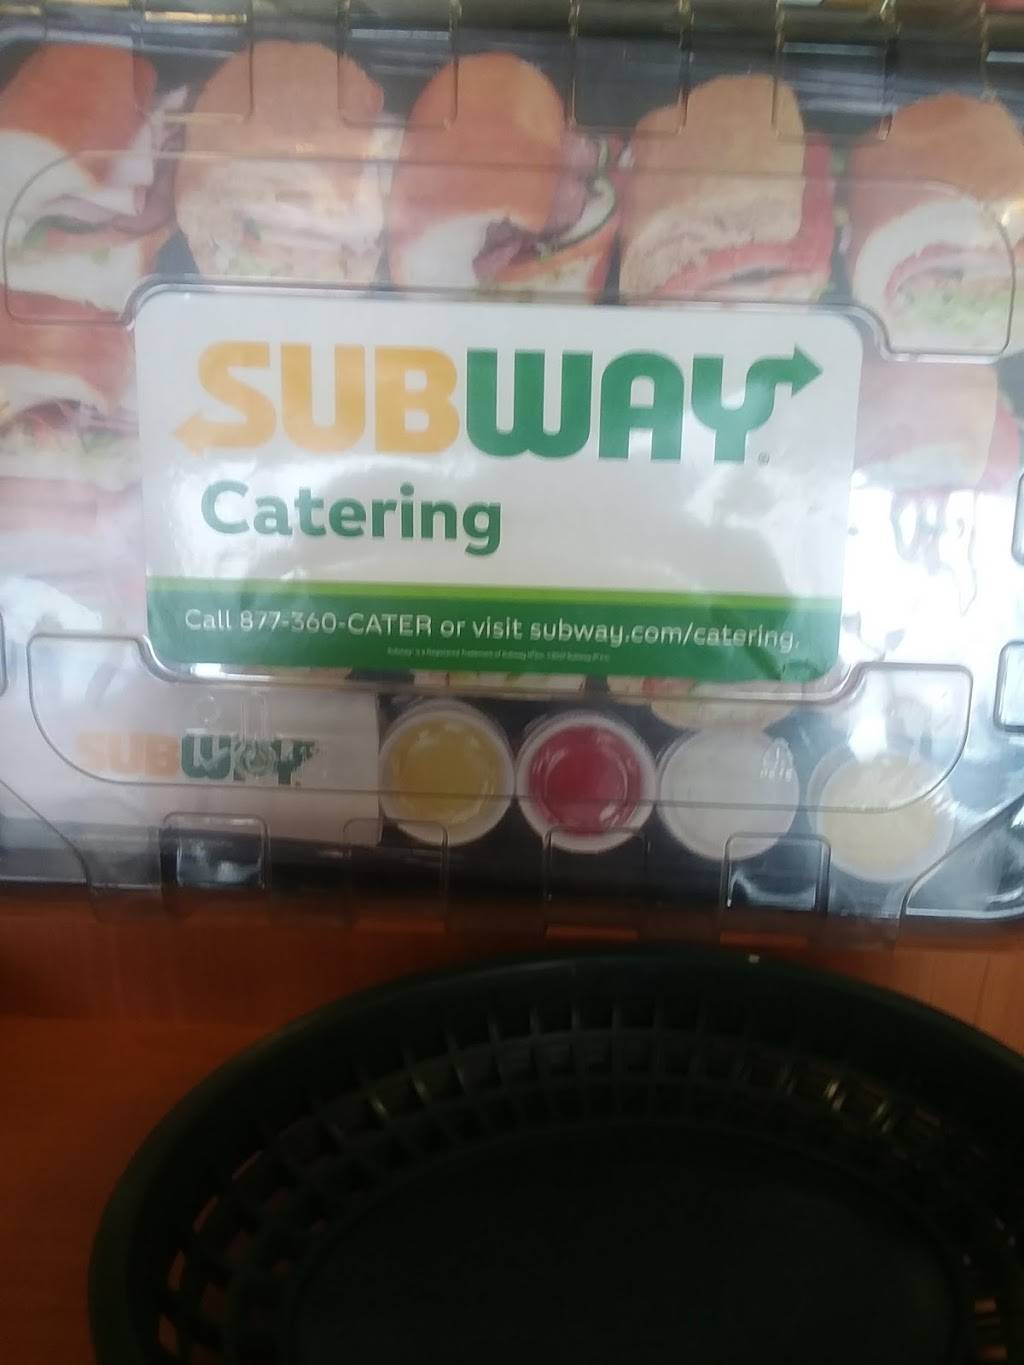 SUBWAY
Catering
Call 877-360-CATER or visit subway.com/catering.
SUBWAY